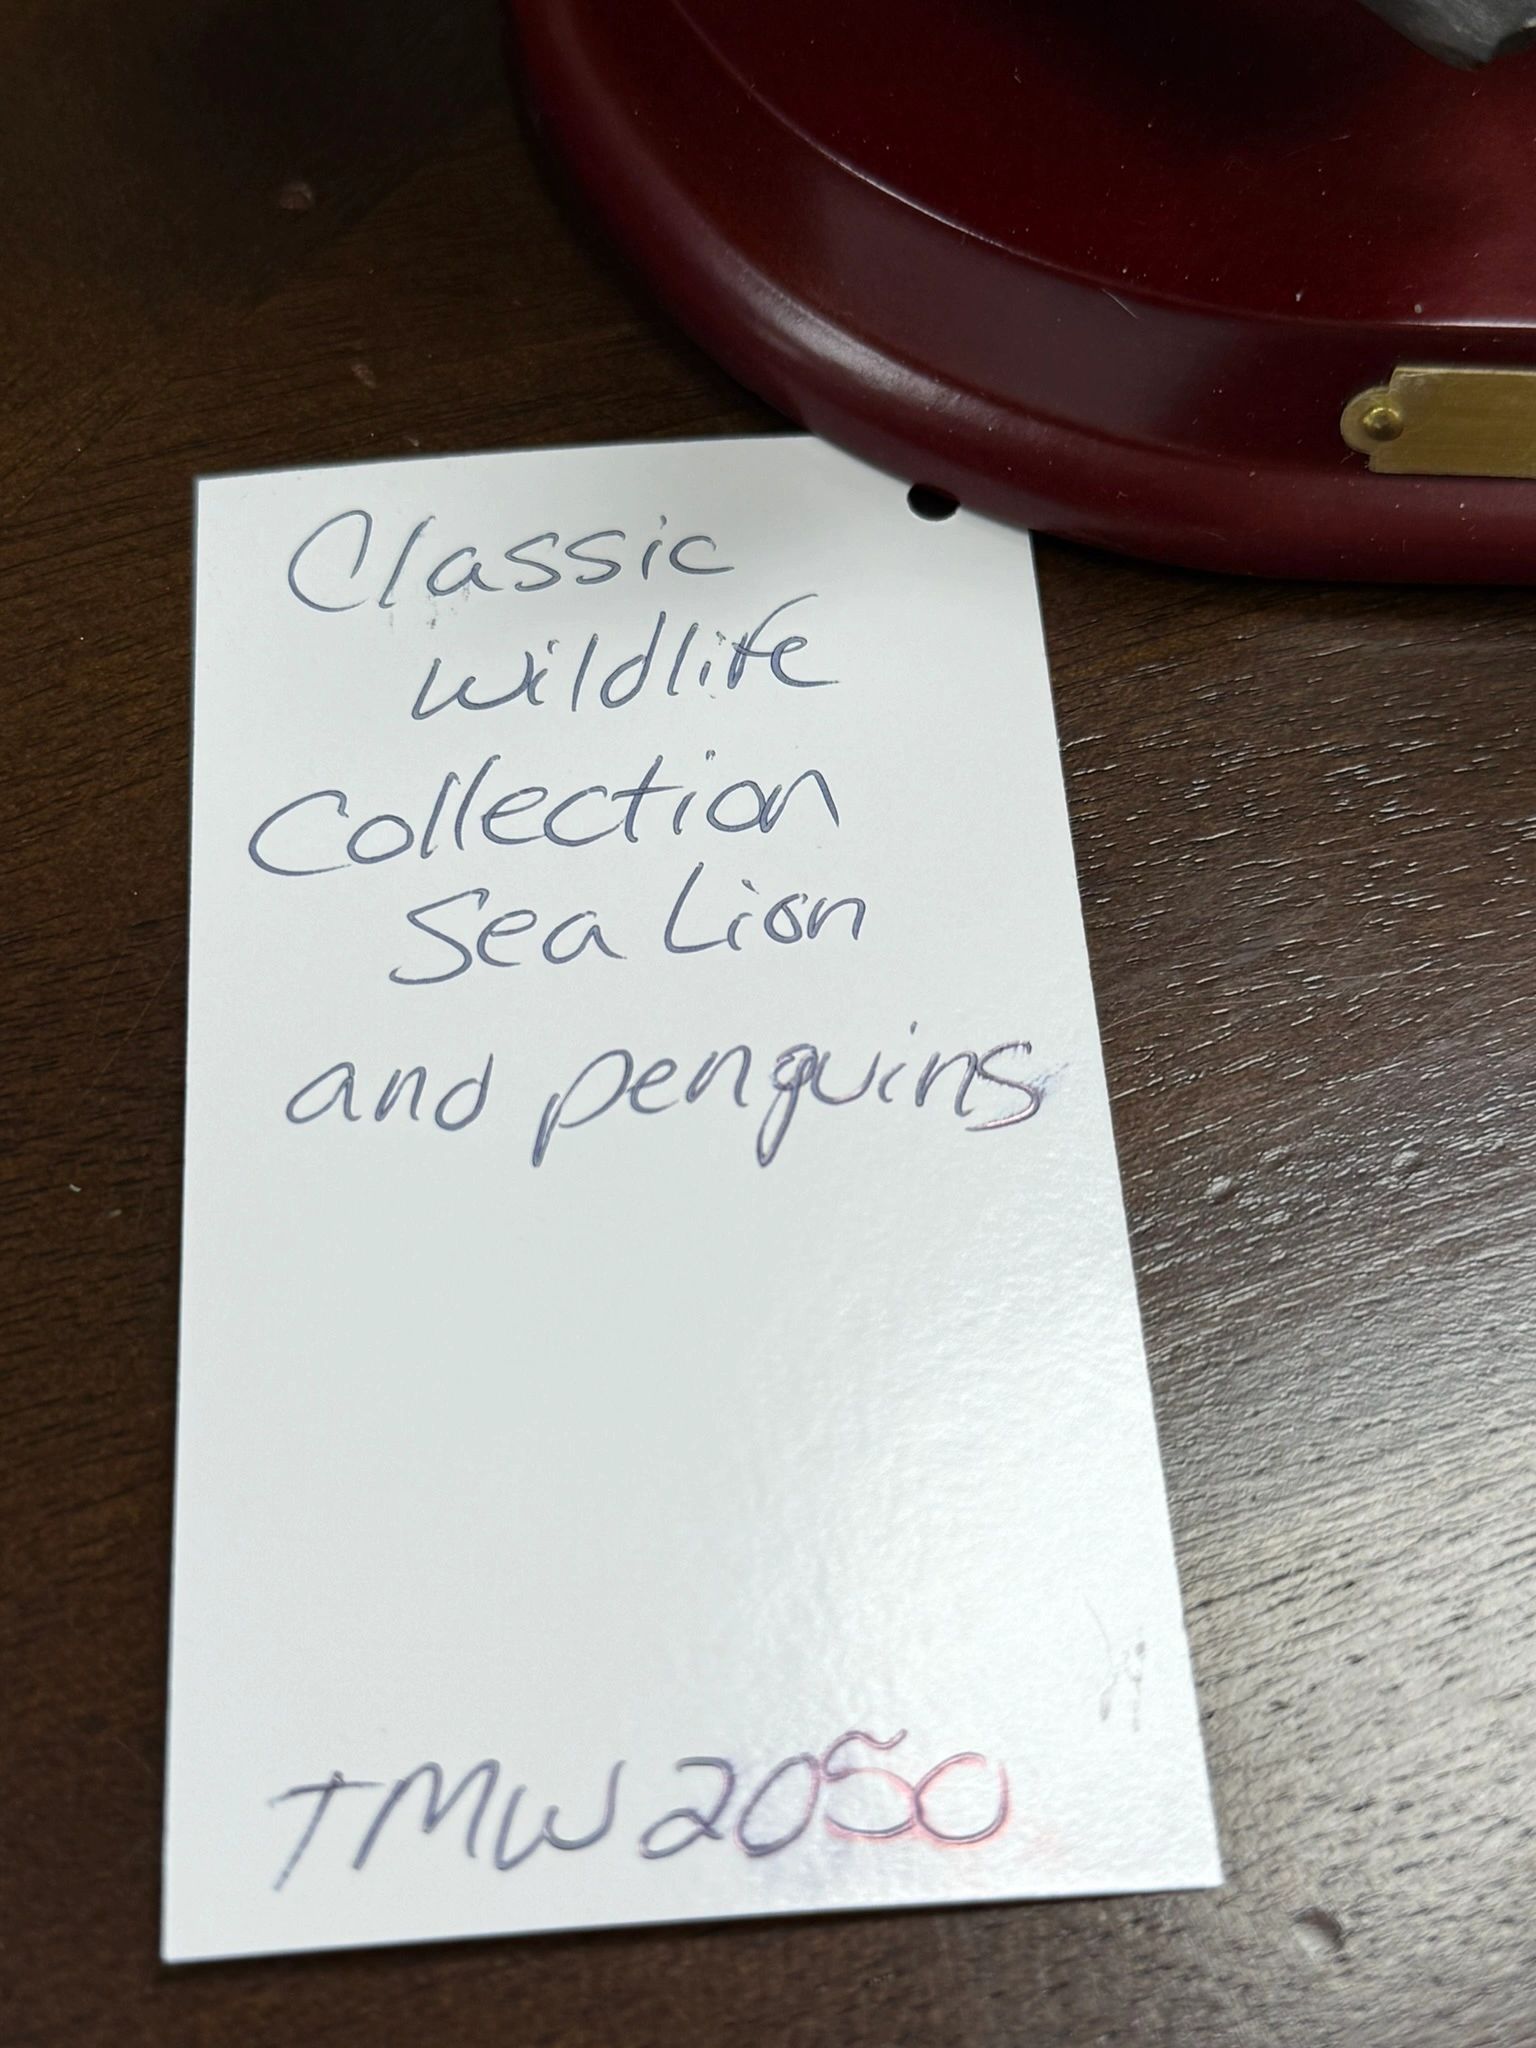 Classic
Wildlife
Collection
Sea Lion
and penguins
TMW2050